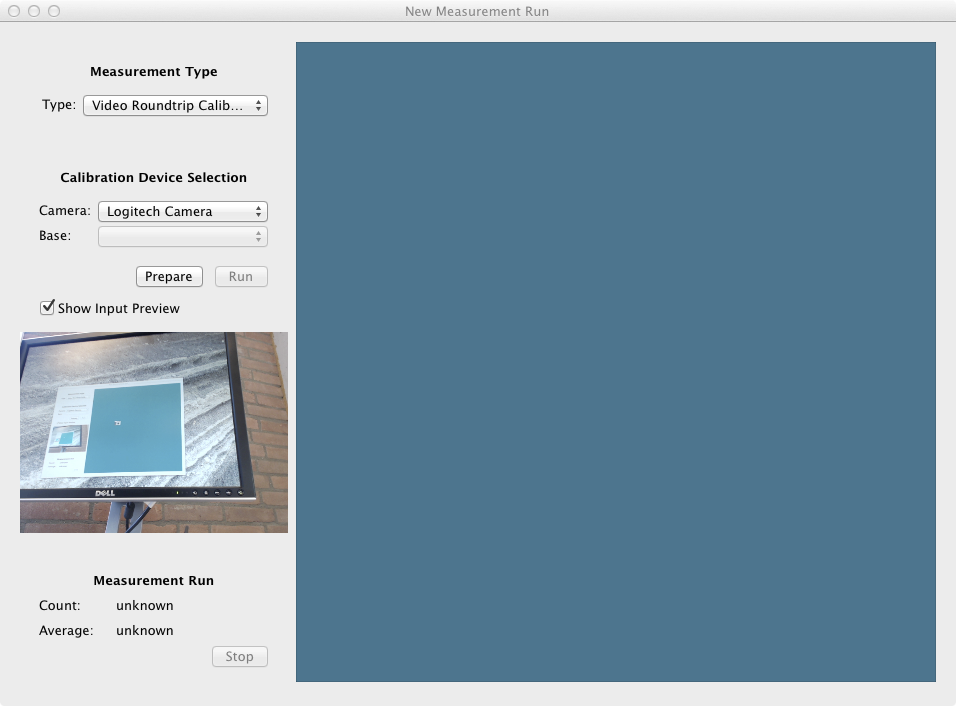 New Measurement Run
Measurement Type
Type: Video Roundtrip Calib...
Calibration Device Selection
Camera: Logitech Camera
Base:
Prepare Run
Show Input Preview
DELL
Measurement Run
Count: unknown
Average: unknown
Stop